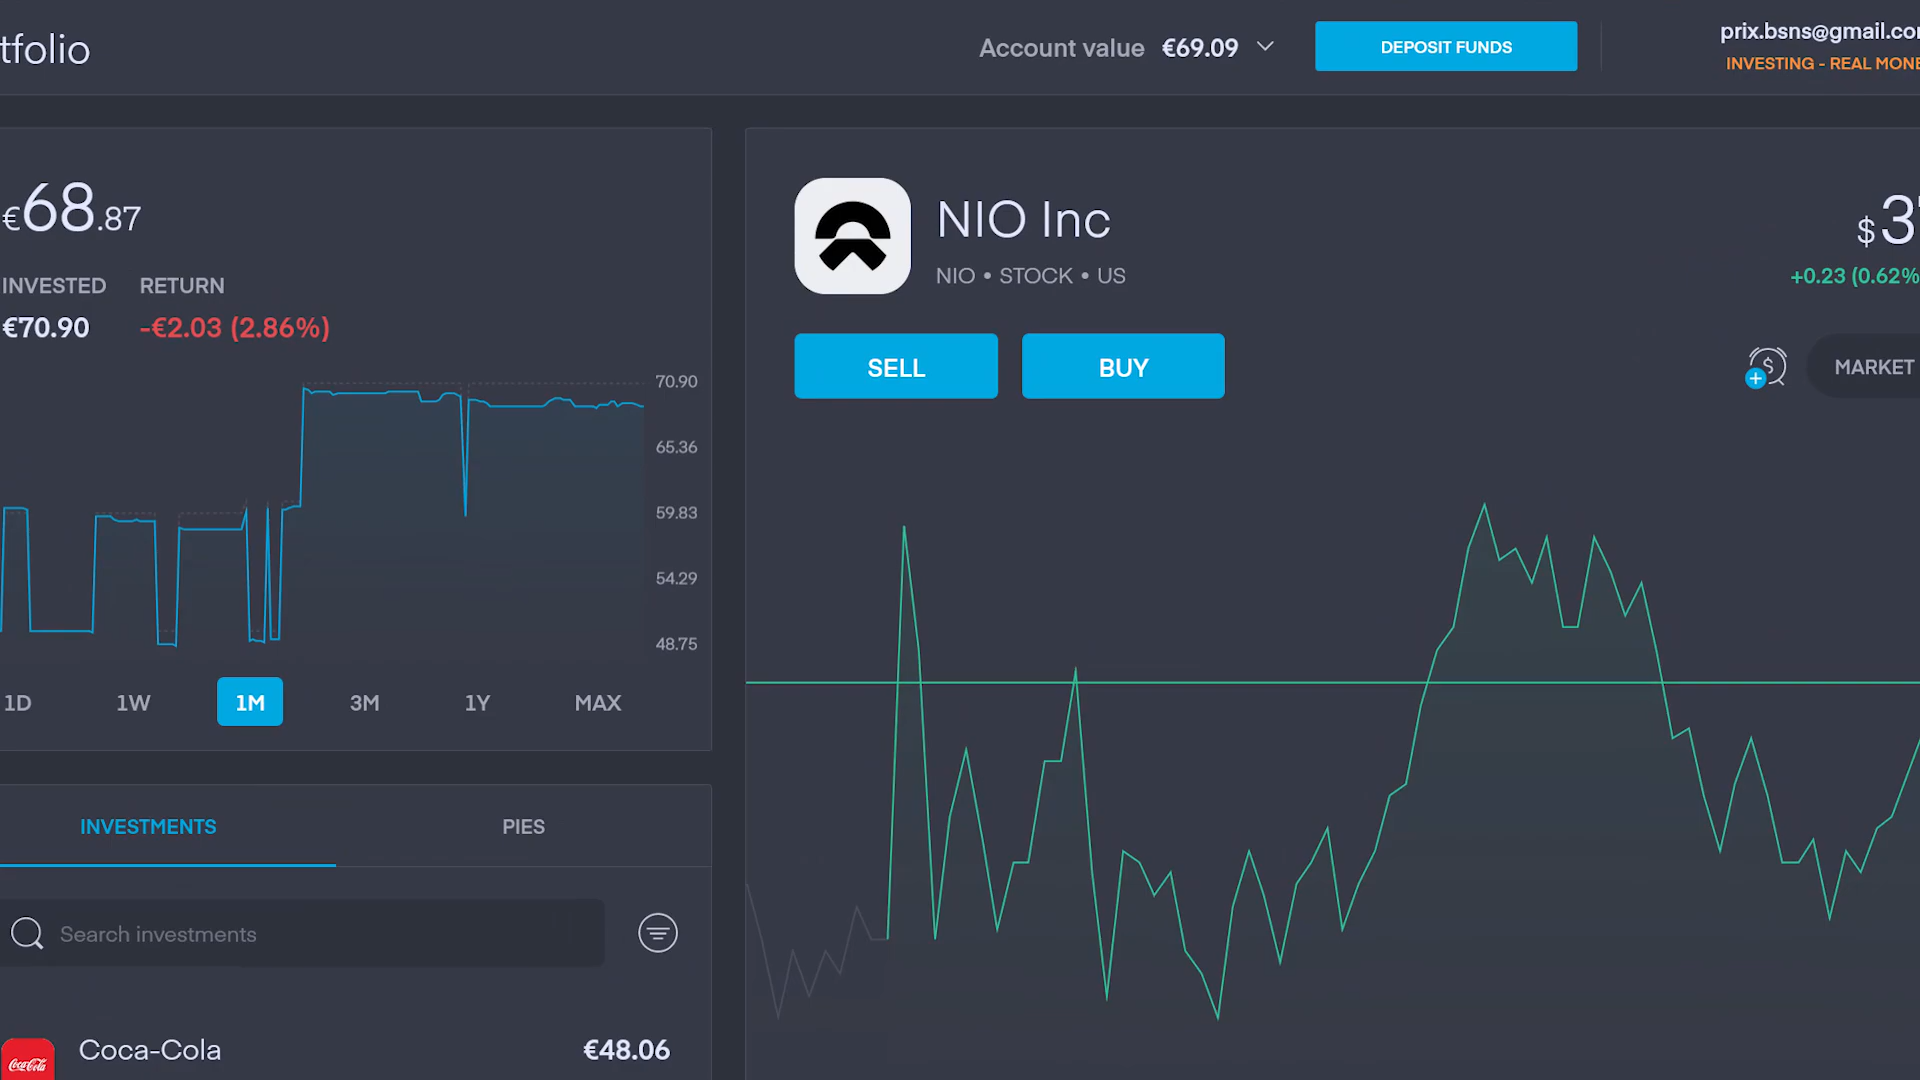 tfolio
Account value €69.09
DEPOSIT FUNDS
prix.bsns@gmail.co
INVESTING - REAL MONE
€68.87
INVESTED RETURN
€70.90 -€2.03 (2.86%)
70.90
65.36
59.83
54.29
48.75
1D 1W 1M 3M 1Y MAX
INVESTMENTS PIES
Search investments
Coca-Cola €48.06
Coca-Cola
NIO Inc
NIO • STOCK • US
$3
+0.23 (0.62%
SELL BUY
$
MARKET